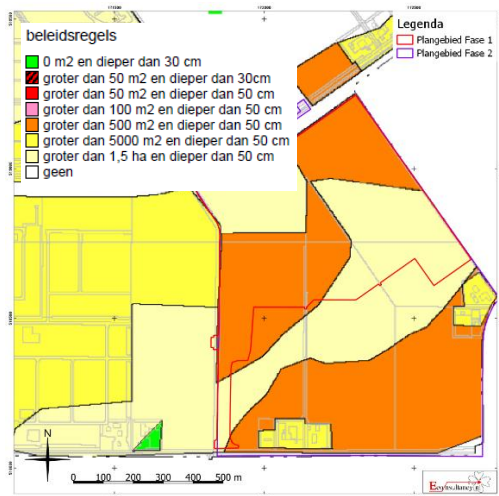 beleidsregels
0 m2 en dieper dan 30 cm
groter dan 50 m2 en dieper dan 30cm
groter dan 50 m2 en dieper dan 50 cm
groter dan 100 m2 en dieper dan 50 cm
groter dan 500 m2 en dieper dan 50 cm
groter dan 5000 m2 en dieper dan 50 cm
groter dan 1,5 ha en dieper dan 50 cm
geen
Legenda
Plangebied Fase 1
Plangebied Fase 2
N
0 100 200 300 400 500 m